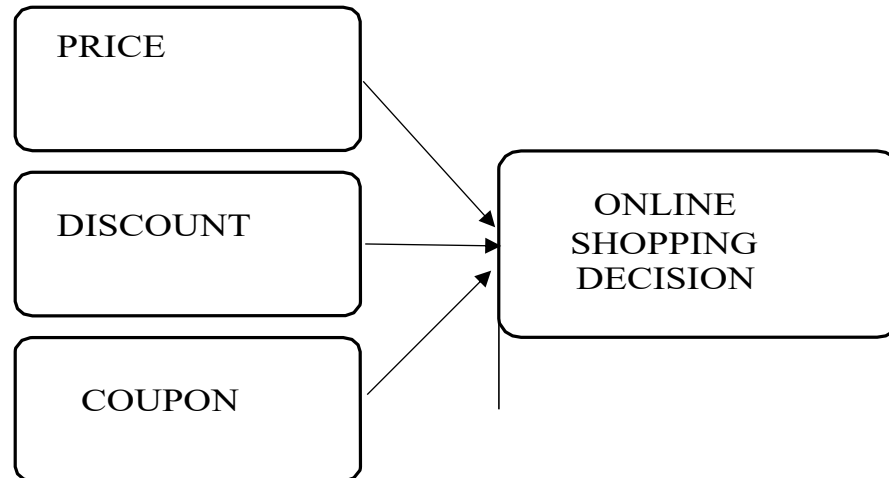 PRICE
DISCOUNT
COUPON
ONLINE
SHOPPING
DECISION